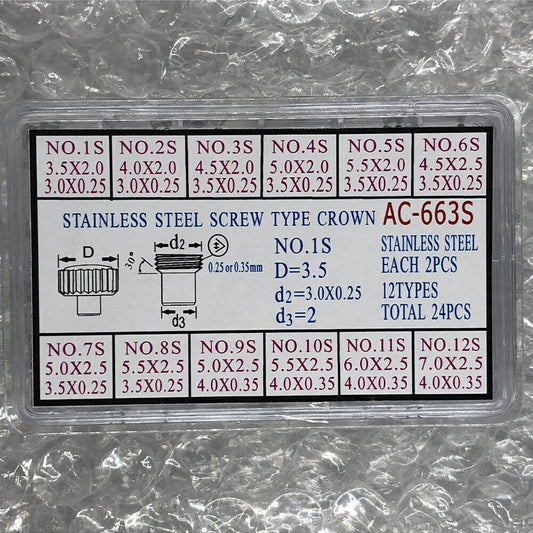 NO.1S NO.2S NO.3S NO.4S NO.5S NO.6S
3.5X2.0 4.0X2.0 4.5X2.0 5.0X2.0 5.5X2.0 4.5X2.5
3.0X0.25 3.0X0.25 3.0X0.25 3.0X0.25 3.0X0.25 3.5X0.25
STAINLESS STEEL SCREW TYPE CROWN AC-663S
D
30°
d2
0.25 or 0.35mm
d3
NO.1S
D=3.5
d2=3.0X0.25
d3=2
STAINLESS STEEL
EACH 2PCS
12TYPES
TOTAL 24PCS
NO.7S NO.8S NO.9S NO.10S NO.11S NO.12S
5.0X2.5 5.5X2.5 5.0X2.5 5.5X2.5 6.0X2.5 7.0X2.5
3.5X0.25 3.5X0.25 4.0X0.35 4.0X0.35 4.0X0.35 4.0X0.35